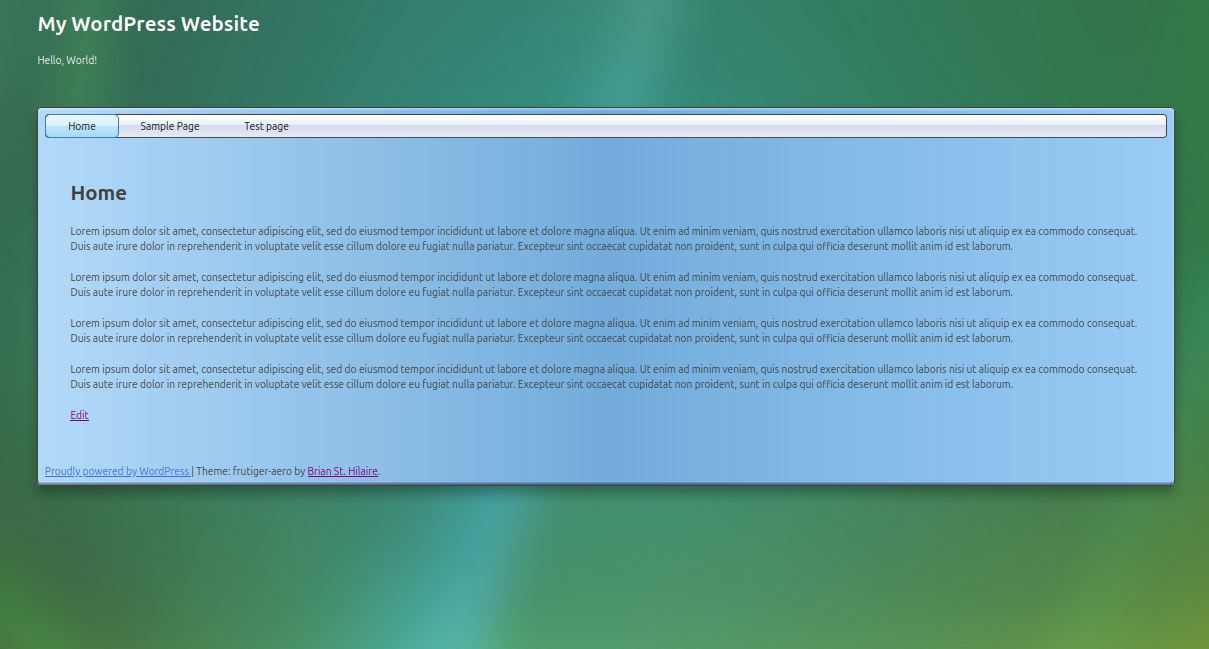 My WordPress Website
Hello, World!
Home Sample Page Test page
Home
Lorem ipsum dolor sit amet, consectetur adipiscing elit, sed do eiusmod tempor incididunt ut labore et dolore magna aliqua. Ut enim ad minim veniam, quis nostrud exercitation ullamco laboris nisi ut aliquip ex ea commodo consequat.
Duis aute irure dolor in reprehenderit in voluptate velit esse cillum dolore eu fugiat nulla pariatur. Excepteur sint occaecat cupidatat non proident, sunt in culpa qui officia deserunt mollit anim id est laborum.
Lorem ipsum dolor sit amet, consectetur adipiscing elit, sed do eiusmod tempor incididunt ut labore et dolore magna aliqua. Ut enim ad minim veniam, quis nostrud exercitation ullamco laboris nisi ut aliquip ex ea commodo consequat.
Duis aute irure dolor in reprehenderit in voluptate velit esse cillum dolore eu fugiat nulla pariatur. Excepteur sint occaecat cupidatat non proident, sunt in culpa qui officia deserunt mollit anim id est laborum.
Lorem ipsum dolor sit amet, consectetur adipiscing elit, sed do eiusmod tempor incididunt ut labore et dolore magna aliqua. Ut enim ad minim veniam, quis nostrud exercitation ullamco laboris nisi ut aliquip ex ea commodo consequat.
Duis aute irure dolor in reprehenderit in voluptate velit esse cillum dolore eu fugiat nulla pariatur. Excepteur sint occaecat cupidatat non proident, sunt in culpa qui officia deserunt mollit anim id est laborum.
Lorem ipsum dolor sit amet, consectetur adipiscing elit, sed do eiusmod tempor incididunt ut labore et dolore magna aliqua. Ut enim ad minim veniam, quis nostrud exercitation ullamco laboris nisi ut aliquip ex ea commodo consequat.
Duis aute irure dolor in reprehenderit in voluptate velit esse cillum dolore eu fugiat nulla pariatur. Excepteur sint occaecat cupidatat non proident, sunt in culpa qui officia deserunt mollit anim id est laborum.
Edit
Proudly powered by WordPress | Theme: frutiger-aero by Brian St. Hilaire.